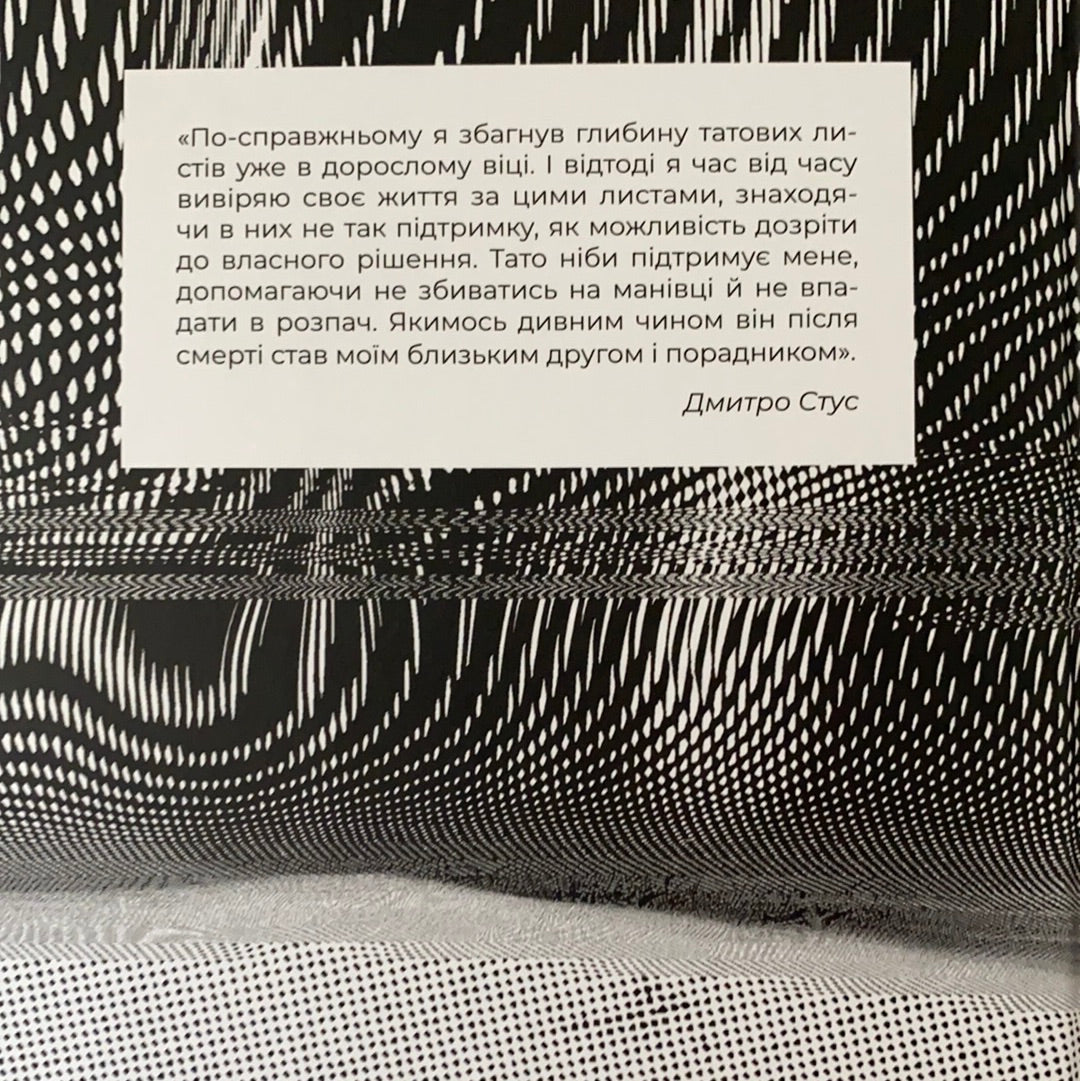 «По-справжньому я збагнув глибину татових ли-
стів уже в дорослому віці. І відтоді я час від часу
вивіряю своє життя за цими листами, знаходя-
чи в них не так підтримку, як можливість дозріти
до власного рішення. Тато ніби підтримує мене,
допомагаючи не збиватись на манівці й не впа-
дати в розпач. Якимось дивним чином він після
смерті став моїм близьким другом і порадником».
Дмитро Стус